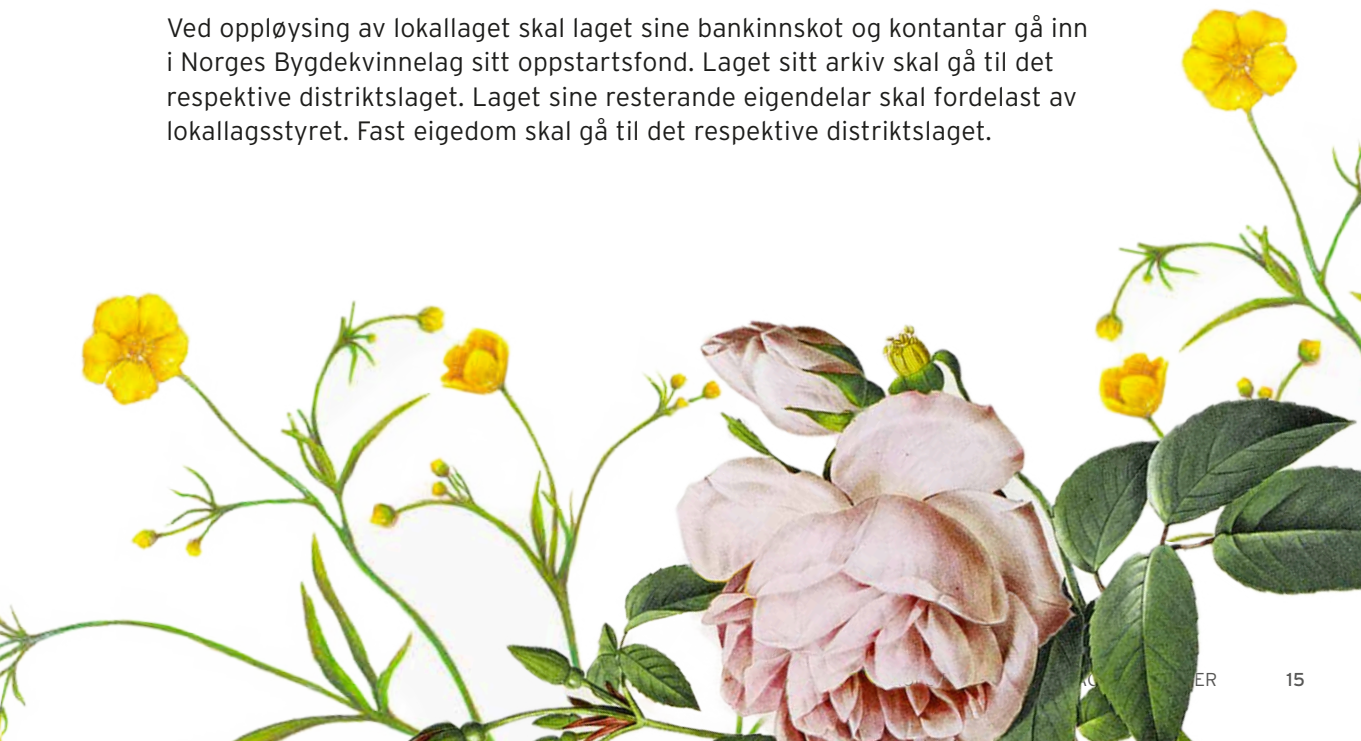 Ved oppløysing av lokallaget skal laget sine bankinnskot og kontantar gå inn
i Norges Bygdekvinnelag sitt oppstartsfond. Laget sitt arkiv skal gå til det
respektive distriktslaget. Laget sine resterande eigendelar skal fordelast av
lokallagsstyret. Fast eigedom skal gå til det respektive distriktslaget.
15